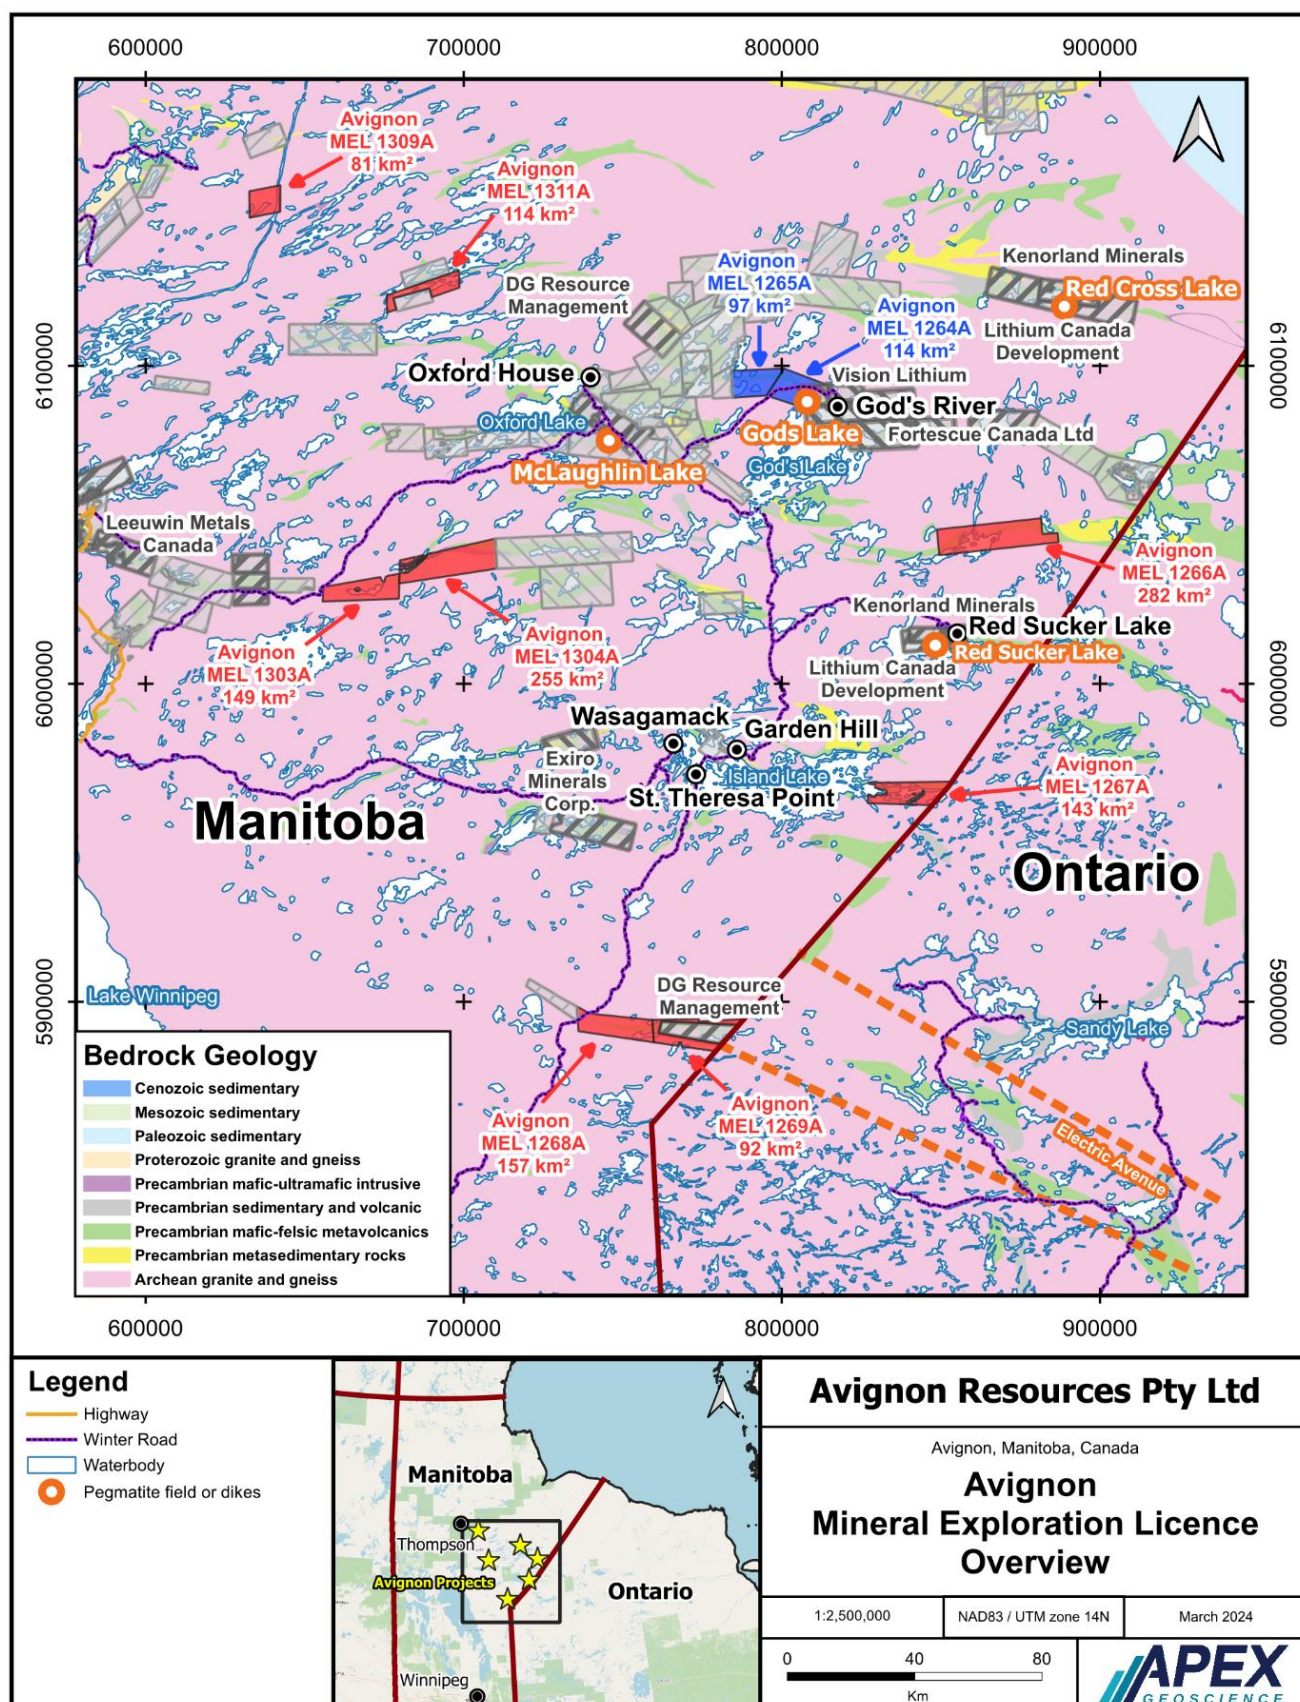 600000
700000
800000
900000
Avignon
MEL 1309A
81 km²
Avignon
MEL 1311A
114 km²
DG Resource
Management
Avignon
MEL 1265A
97 km²
Avignon
MEL 1264A
114 km²
Kenorland Minerals
Red Cross Lake
Lithium Canada
Development
6100000
6100000
Oxford House
Vision Lithium
God's River
Oxford Lake
Gods Lake
Fortescue Canada Ltd
McLaughlin Lake
God's Lake
Leeuwin Metals
Canada
Avignon
MEL 1266A
282 km²
Kenorland Minerals
Red Sucker Lake
Red Sucker Lake
Lithium Canada
Development
Avignon
MEL 1303A
149 km²
Avignon
MEL 1304A
255 km²
6000000
6000000
Wasagamack
Garden Hill
Exiro
Minerals
Corp.
Island Lake
St. Theresa Point
Avignon
MEL 1267A
143 km²
Manitoba
Ontario
5900000
5900000
Lake Winnipeg
DG Resource
Management
Sandy Lake
Avignon
MEL 1268A
157 km²
Avignon
MEL 1269A
92 km²
Electric Avenue
Bedrock Geology
Cenozoic sedimentary
Mesozoic sedimentary
Paleozoic sedimentary
Proterozoic granite and gneiss
Precambrian mafic-ultramafic intrusive
Precambrian sedimentary and volcanic
Precambrian mafic-felsic metavolcanics
Precambrian metasedimentary rocks
Archean granite and gneiss
600000
700000
800000
900000
Legend
Highway
Winter Road
Waterbody
Pegmatite field or dikes
Manitoba
Thompson
Avignon Projects
Ontario
Winnipeg
Avignon Resources Pty Ltd
Avignon, Manitoba, Canada
Avignon
Mineral Exploration Licence
Overview
1:2,500,000
NAD83 / UTM zone 14N
March 2024
0
40
80
Km
APEX
GEOSCIENCE